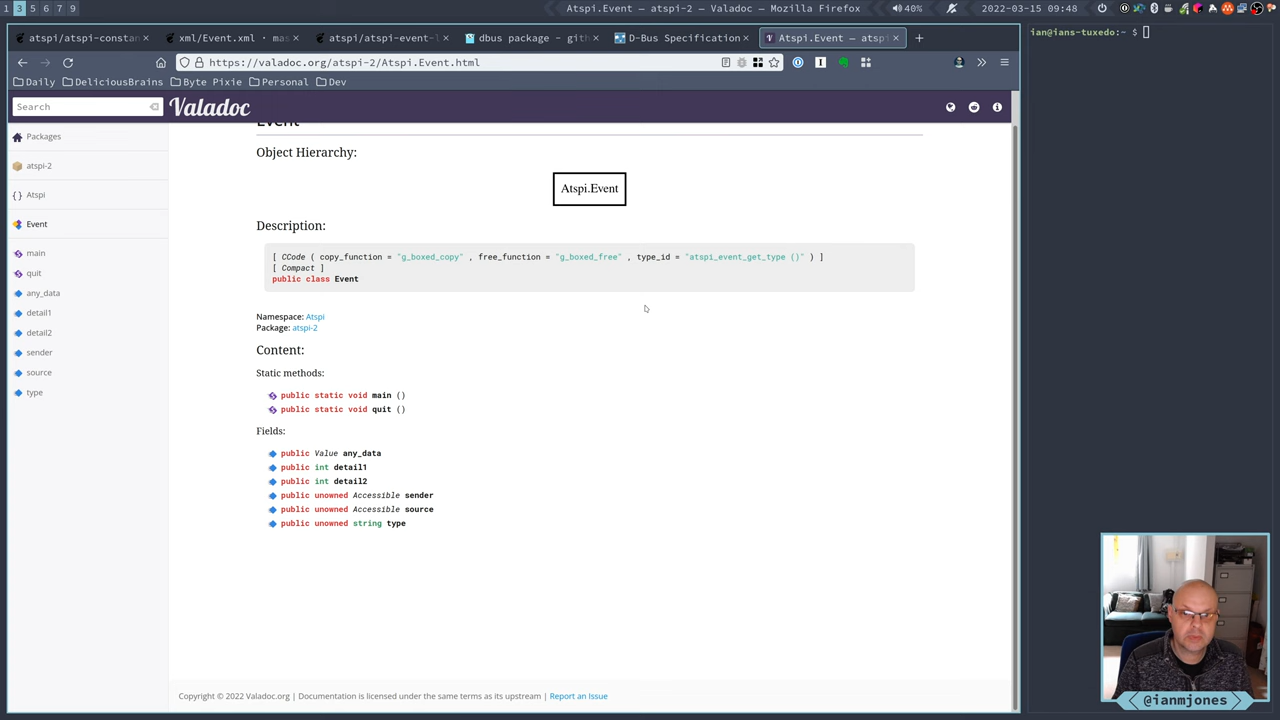 1 3 5 6 7 9
Atspi.Event — atspi-2 — Valadoc — Mozilla Firefox
40%
2022-03-15 09:48
atspi/atspi-constan
xml/Event.xml · mas
atspi/atspi-event-l
dbus package - gith
D-Bus Specification
Atspi.Event — atspi
https://valadoc.org/atspi-2/Atspi.Event.html
Daily
DeliciousBrains
Byte Pixie
Personal
Dev
ian@ians-tuxedo:~ $
Search
Valadoc
Packages
atspi-2
{ } Atspi
Event
main
quit
any_data
detail1
detail2
sender
source
type
Event
Object Hierarchy:
Atspi.Event
Description:
[ CCode ( copy_function = "g_boxed_copy" , free_function = "g_boxed_free" , type_id = "atspi_event_get_type ()" ) ]
[ Compact ]
public class Event
Namespace: Atspi
Package: atspi-2
Content:
Static methods:
public static void main ()
public static void quit ()
Fields:
public Value any_data
public int detail1
public int detail2
public unowned Accessible sender
public unowned Accessible source
public unowned string type
Copyright © 2022 Valadoc.org | Documentation is licensed under the same terms as its upstream | Report an Issue
@ianmjones